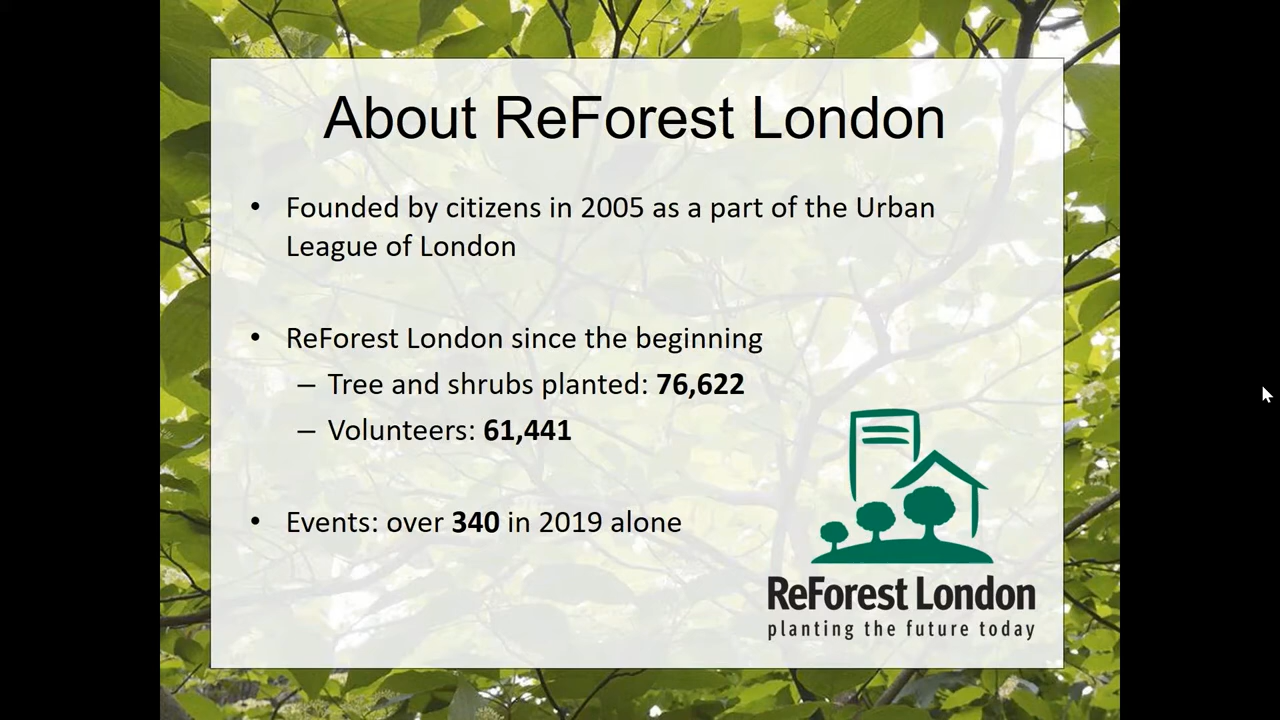 About ReForest London
• Founded by citizens in 2005 as a part of the Urban
League of London
• ReForest London since the beginning
– Tree and shrubs planted: 76,622
– Volunteers: 61,441
• Events: over 340 in 2019 alone
ReForest London
planting the future today